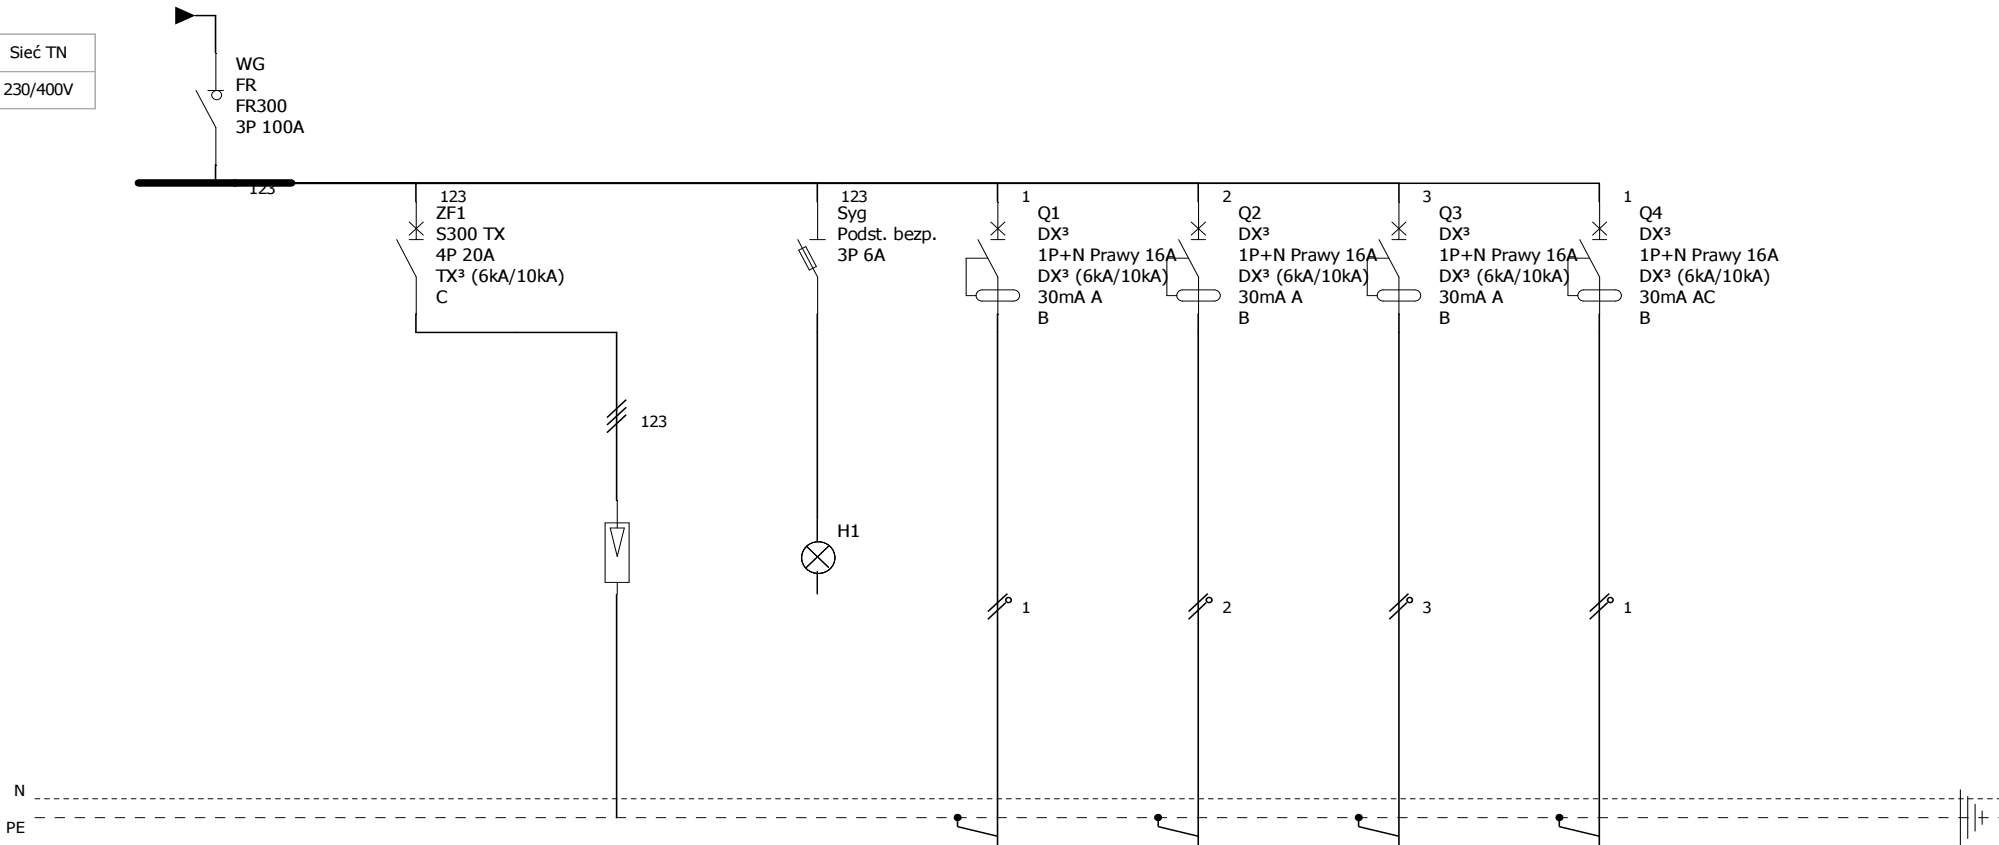 Sieć TN
230/400V
WG
FR
FR300
3P 100A
123
123
ZF1
S300 TX
4P 20A
TX³ (6kA/10kA)
C
123
Syg
Podst. bezp.
3P 6A
1
Q1
DX³
1P+N Prawy 16A
DX³ (6kA/10kA)
30mA A
B
2
Q2
DX³
1P+N Prawy 16A
DX³ (6kA/10kA)
30mA A
B
3
Q3
DX³
1P+N Prawy 16A
DX³ (6kA/10kA)
30mA A
B
1
Q4
DX³
1P+N Prawy 16A
DX³ (6kA/10kA)
30mA AC
B
123
H1
1
2
3
1
N
PE